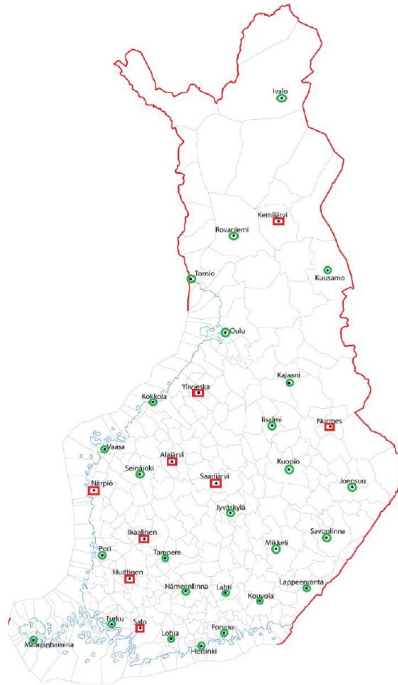 Ivalo
Kemijärvi
Rovaniemi
Kuusamo
Tornio
Oulu
Kajaani
Ylivieska
Kokkola
Iisalmi
Nurmes
Vaasa
Alajärvi
Seinäjoki
Kuopio
Närpiö
Saarijärvi
Joensuu
Jyväskylä
Ikaalinen
Savonlinna
Pori
Tampere
Mikkeli
Huittinen
Hämeenlinna
Lahti
Lappeenranta
Kouvola
Turku
Salo
Lohja
Porvoo
Maarianhamina
Helsinki